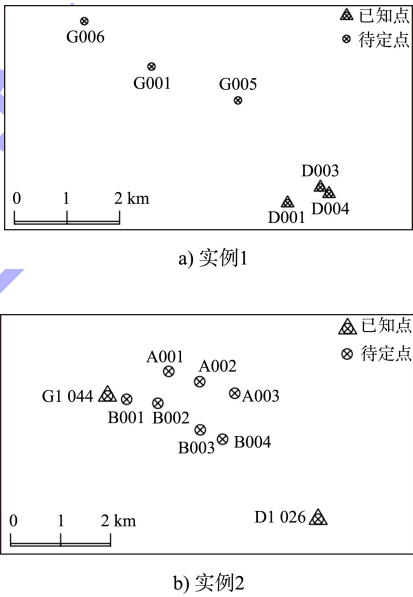 已知点
待定点
G006
G001
G005
D003
D001
D004
0 1 2 km
a) 实例1
已知点
待定点
A001
A002
G1 044
A003
B001
B002
B003
B004
D1 026
0 1 2 km
b) 实例2